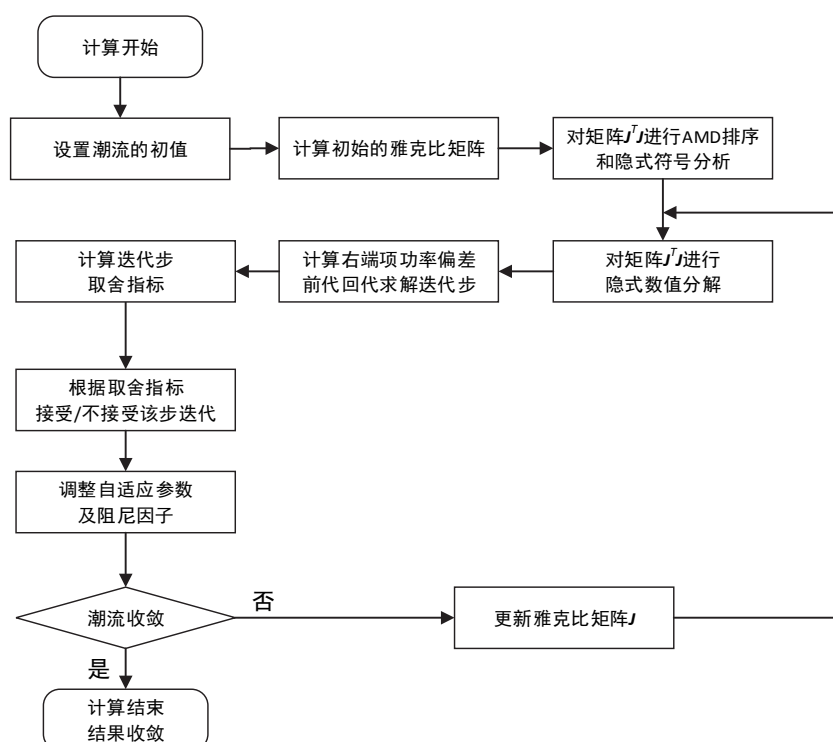 计算开始
设置潮流的初值
计算初始的雅克比矩阵
对矩阵JᵀJ进行AMD排序
和隐式符号分析
对矩阵JᵀJ进行
隐式数值分解
计算右端项功率偏差
前代回代求解迭代步
计算迭代步
取舍指标
根据取舍指标
接受/不接受该步迭代
调整自适应参数
及阻尼因子
潮流收敛
否
更新雅克比矩阵J
是
计算结束
结果收敛